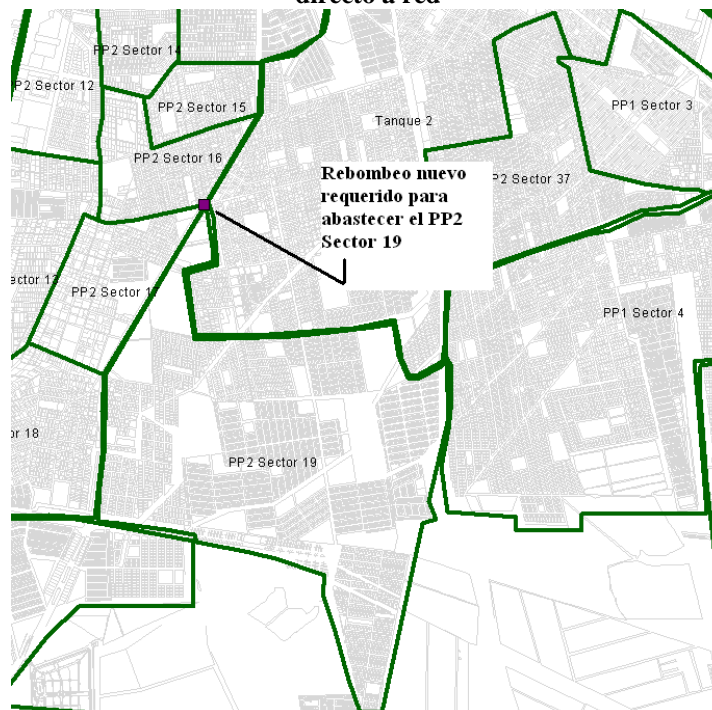 directo a red
PP2 Sector 14
PP2 Sector 12
PP2 Sector 15
PP1 Sector 3
Tanque 2
PP2 Sector 16
Rebombeo nuevo
requerido para
abastecer el PP2
Sector 19
PP2 Sector 37
ector 13
PP2 Sector 17
PP1 Sector 4
or 18
PP2 Sector 19